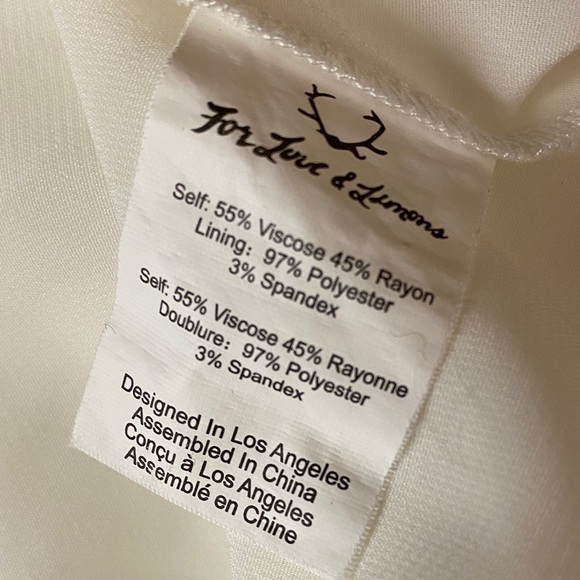 For Love & Lemons
Self: 55% Viscose 45% Rayon
Lining: 97% Polyester
3% Spandex
Self: 55% Viscose 45% Rayonne
Doublure: 97% Polyester
3% Spandex
Designed In Los Angeles
Assembled In China
Conçu à Los Angeles
Assemblé en Chine